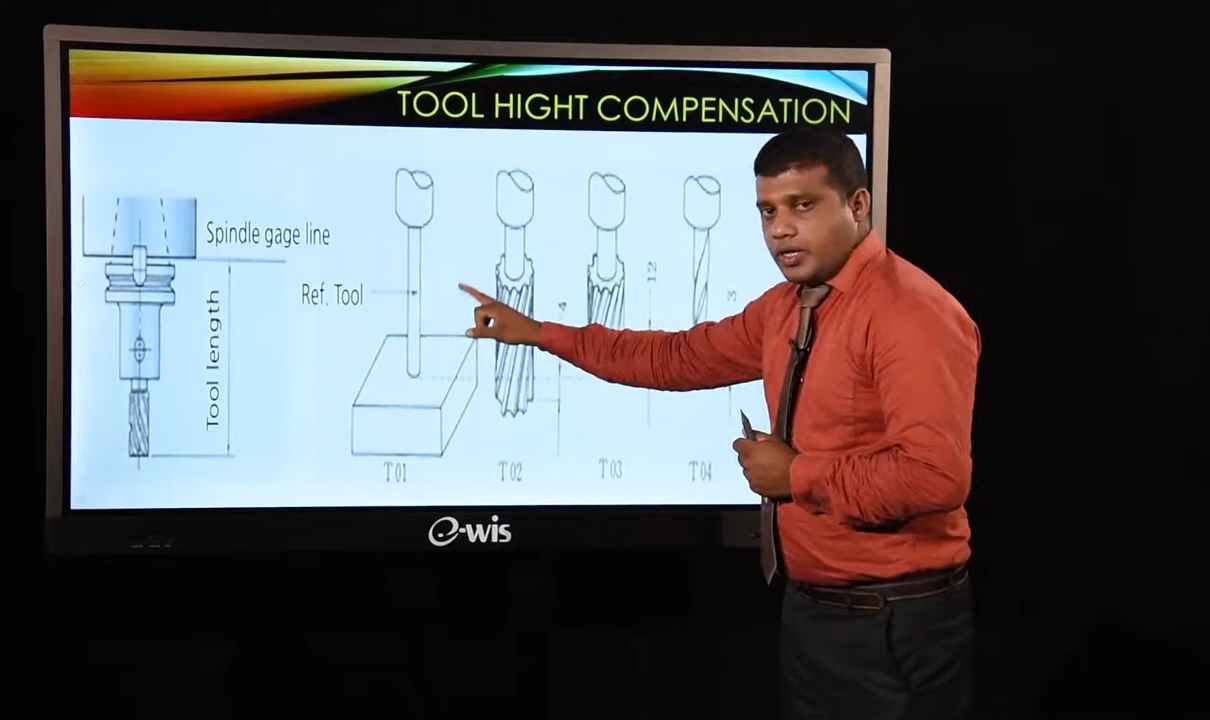 TOOL HIGHT COMPENSATION
Spindle gage line
Ref. Tool
Tool length
4
12
3
T01
T02
T03
T04
e-wis